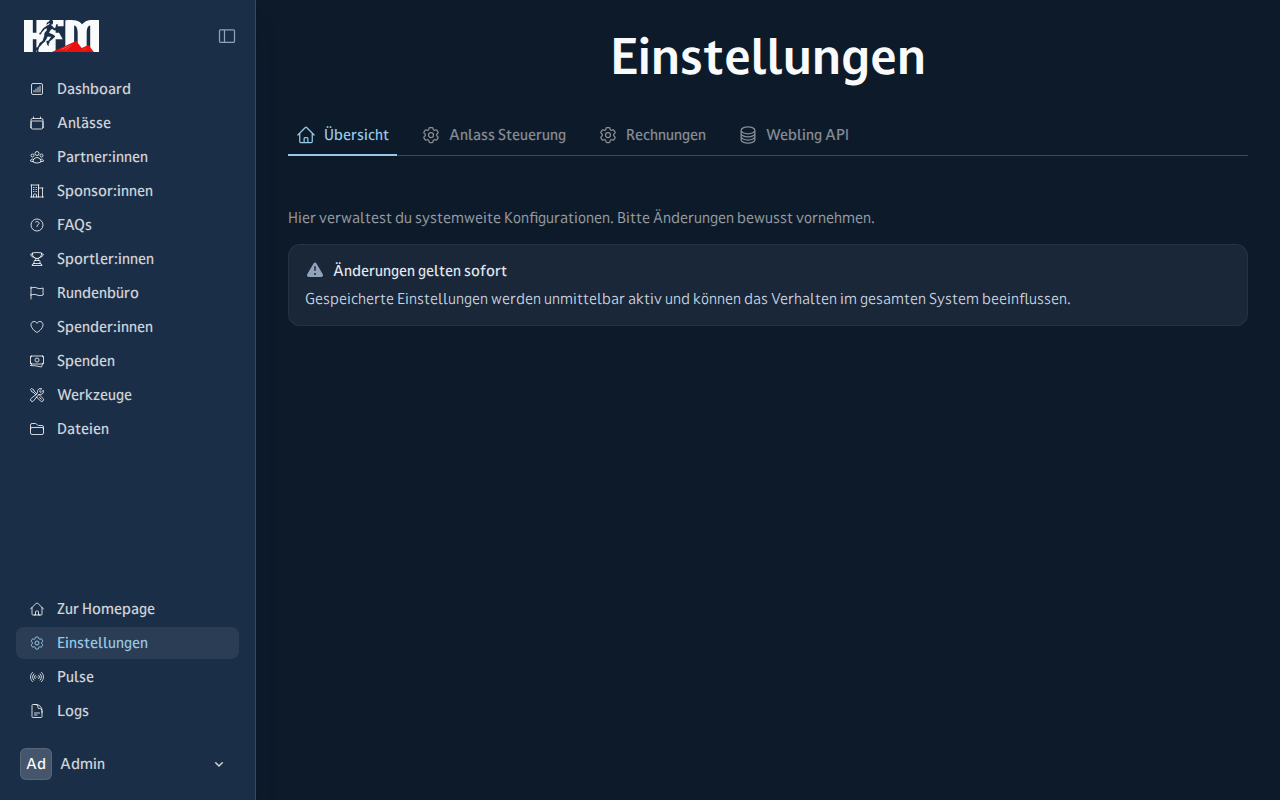 HFM
Dashboard
Anlässe
Partner:innen
Sponsor:innen
FAQs
Sportler:innen
Rundenbüro
Spender:innen
Spenden
Werkzeuge
Dateien
Zur Homepage
Einstellungen
Pulse
Logs
Ad Admin
Einstellungen
Übersicht Anlass Steuerung Rechnungen Webling API
Hier verwaltest du systemweite Konfigurationen. Bitte Änderungen bewusst vornehmen.
Änderungen gelten sofort
Gespeicherte Einstellungen werden unmittelbar aktiv und können das Verhalten im gesamten System beeinflussen.